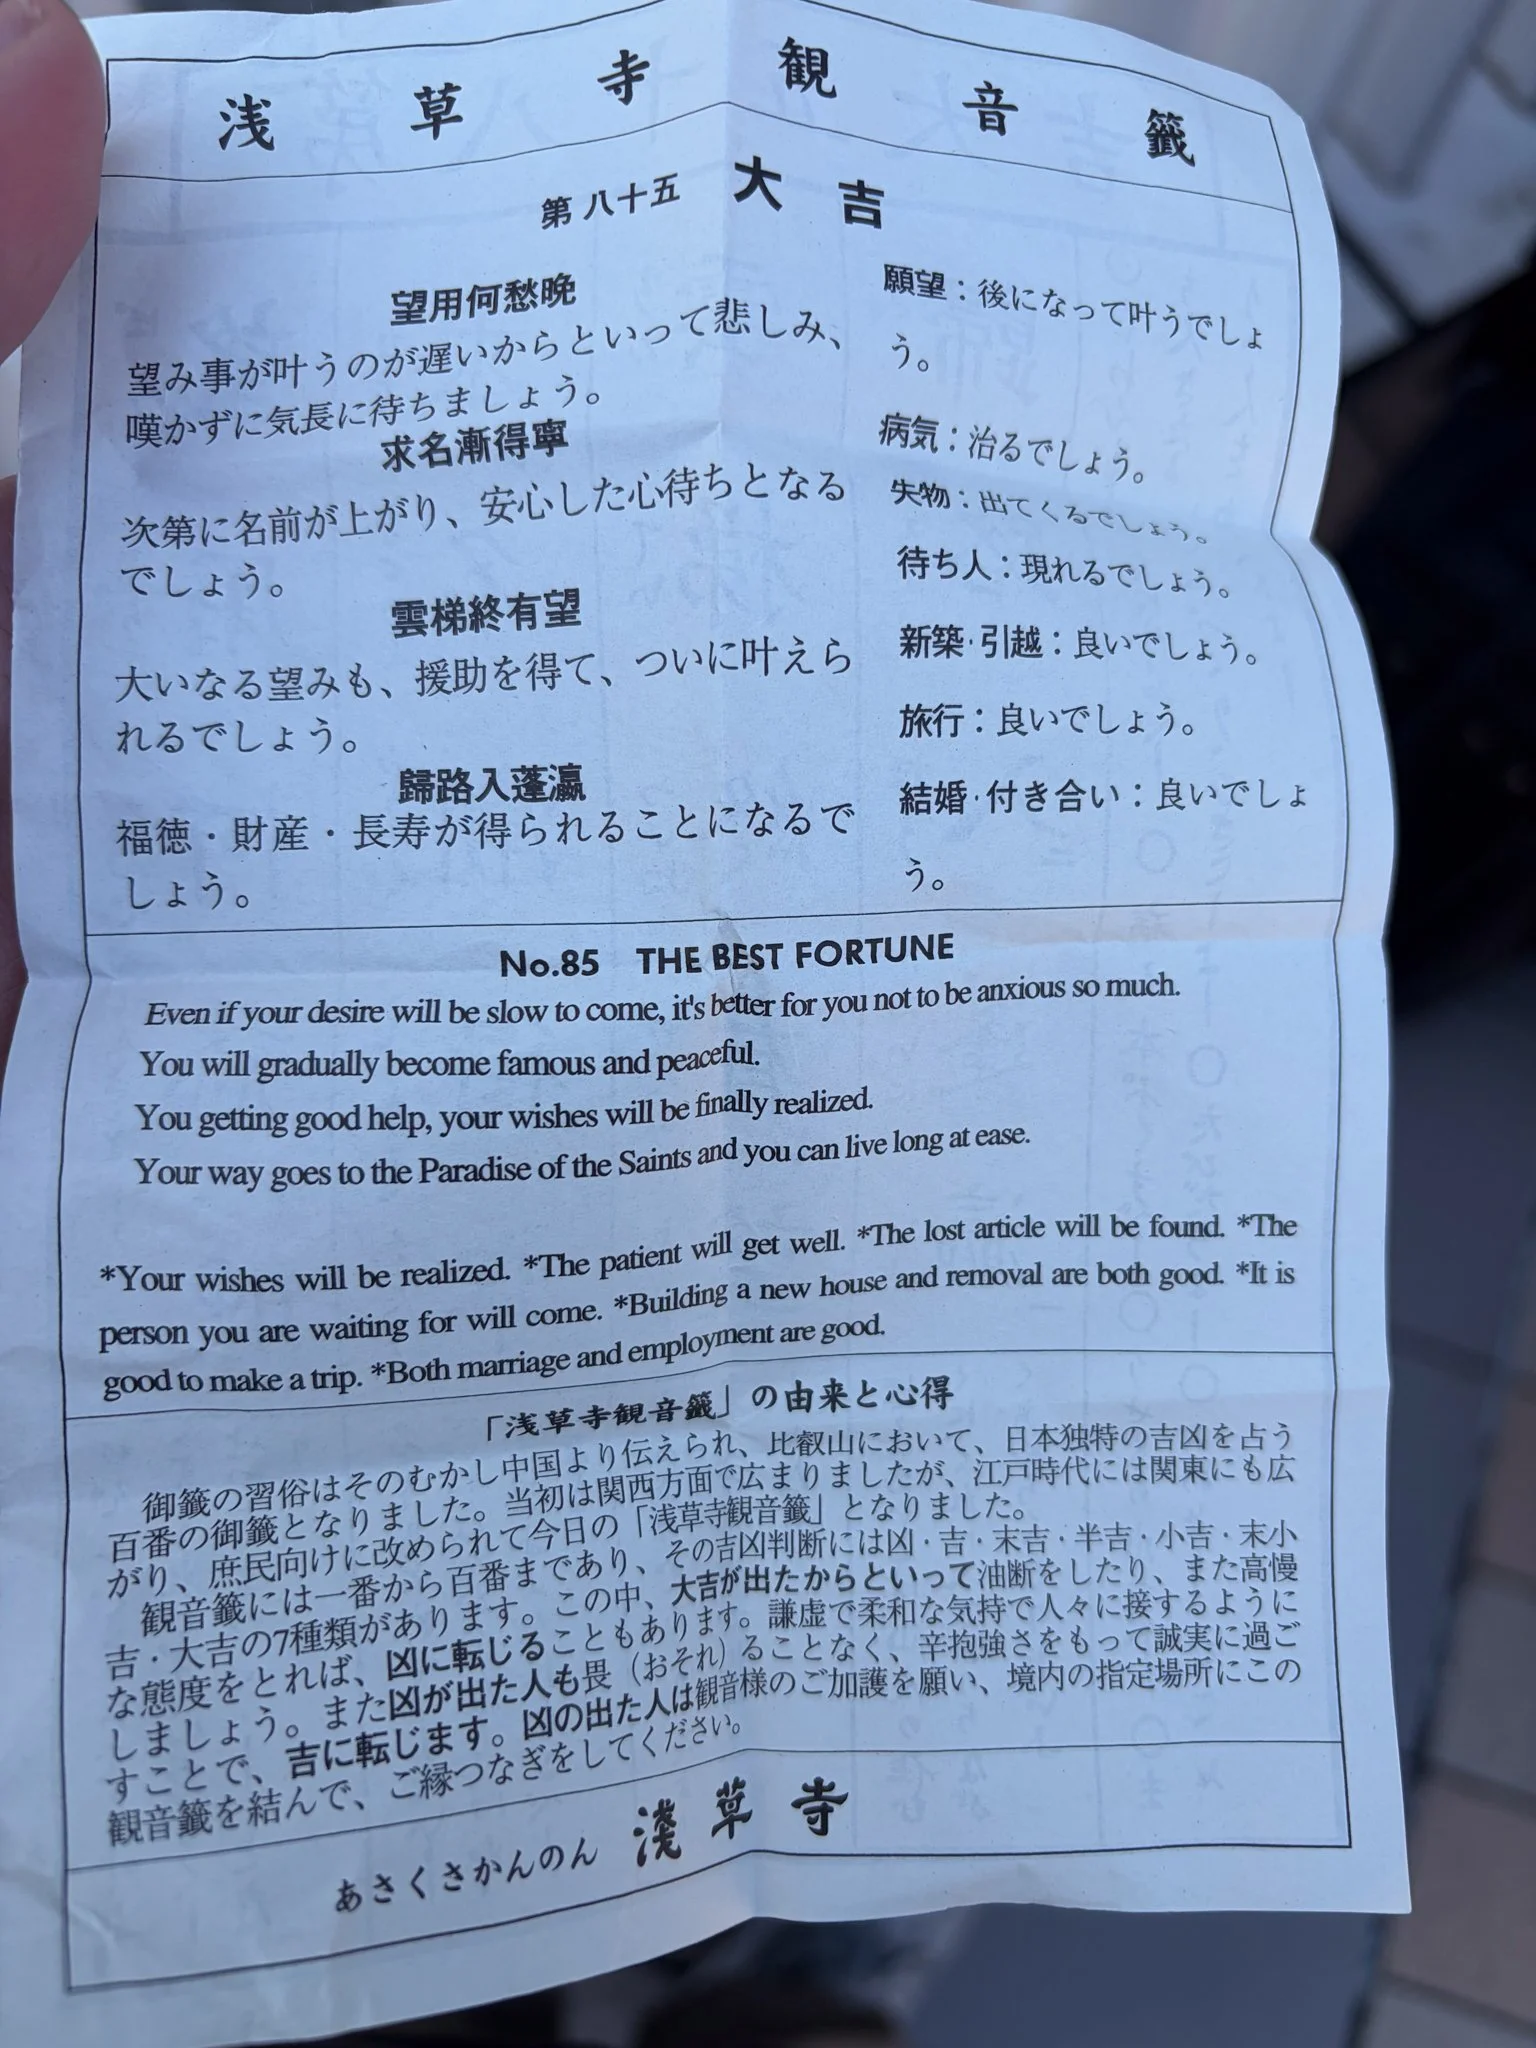 浅草寺観音籤
第八十五 大吉
望用何愁晩
望み事が叶うのが遅いからといって悲しみ、
嘆かずに気長に待ちましょう。
求名漸得寧
次第に名前が上がり、安心した心待ちとなる
でしょう。
雲梯終有望
大いなる望みも、援助を得て、ついに叶えら
れるでしょう。
歸路入蓬瀛
福徳・財産・長寿が得られることになるで
しょう。
願望：後になって叶うでしょ
う。
病気：治るでしょう。
失物：出てくるでしょう。
待ち人：現れるでしょう。
新築·引越：良いでしょう。
旅行：良いでしょう。
結婚·付き合い：良いでしょ
う。
No.85 THE BEST FORTUNE
Even if your desire will be slow to come, it's better for you not to be anxious so much.
You will gradually become famous and peaceful.
You getting good help, your wishes will be finally realized.
Your way goes to the Paradise of the Saints and you can live long at ease.
*Your wishes will be realized. *The patient will get well. *The lost article will be found. *The
person you are waiting for will come. *Building a new house and removal are both good. *It is
good to make a trip. *Both marriage and employment are good.
「浅草寺観音籤」の由来と心得
御籤の習俗はそのむかし中国より伝えられ、比叡山において、日本独特の吉凶を占う
百番の御籤となりました。当初は関西方面で広まりましたが、江戸時代には関東にも広
がり、庶民向けに改められて今日の「浅草寺観音籤」となりました。
観音籤には一番から百番まであり、その吉凶判断には凶・吉・末吉・半吉・小吉・末小
吉・大吉の7種類があります。この中、大吉が出たからといって油断をしたり、また高慢
な態度をとれば、凶に転じることもあります。謙虚で柔和な気持で人々に接するように
しましょう。また凶が出た人も畏（おそれ）ることなく、辛抱強さをもって誠実に過ご
すことで、吉に転じます。凶の出た人は観音様のご加護を願い、境内の指定場所にこの
観音籤を結んで、ご縁つなぎをしてください。
あさくさかんのん 淺草寺